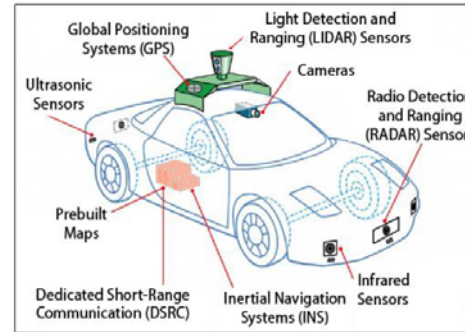 Light Detection and
Ranging (LIDAR) Sensors
Global Positioning
Systems (GPS)
Cameras
Ultrasonic
Sensors
Radio Detection
and Ranging
(RADAR) Sensor
Prebuilt
Maps
Infrared
Sensors
Dedicated Short-Range
Communication (DSRC)
Inertial Navigation
Systems (INS)